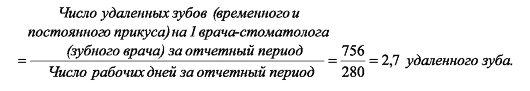 Число удаленных зубов (временного и
постоянного прикуса) на 1 врача-стоматолога
(зубного врача) за отчетный период
= ――― = 756 / 280 = 2,7 удаленного зуба.
Число рабочих дней за отчетный период